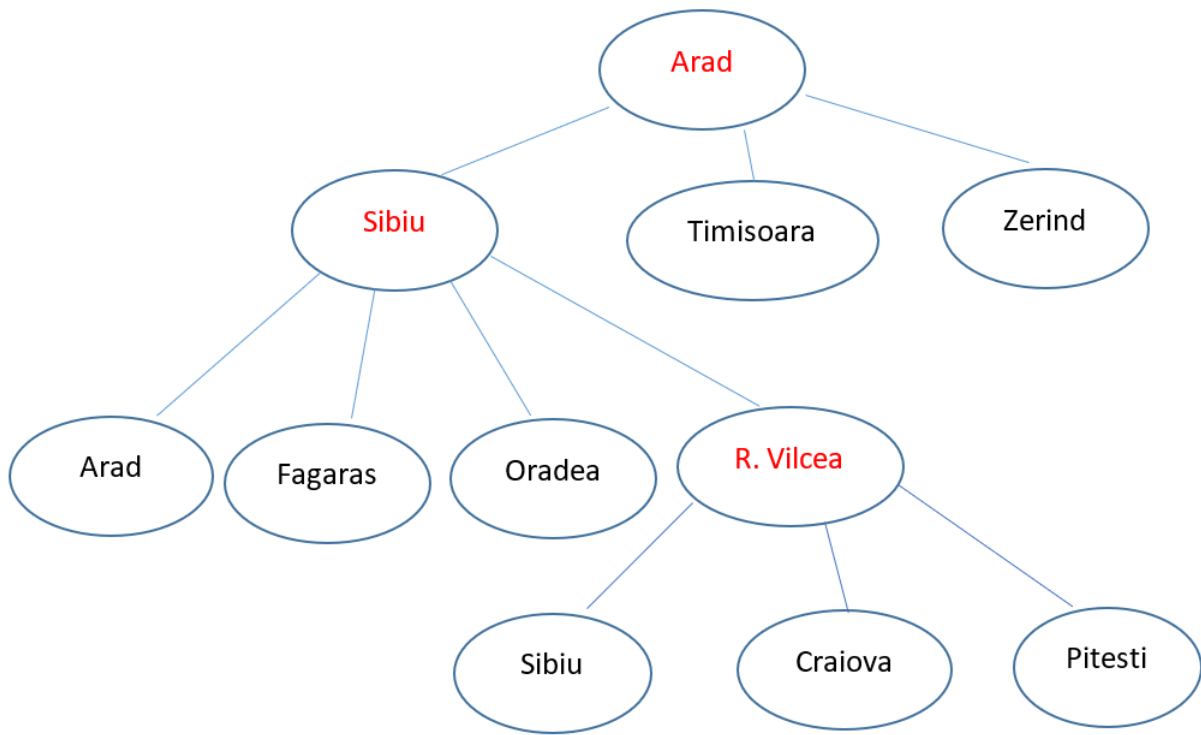 Arad
Sibiu
Timisoara
Zerind
Arad
Fagaras
Oradea
R. Vilcea
Sibiu
Craiova
Pitesti